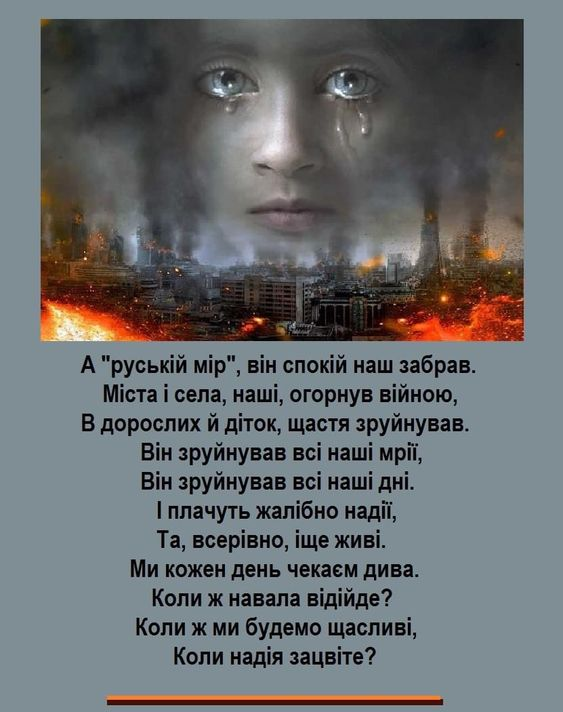 А "руській мір", він спокій наш забрав.
Міста і села, наші, огорнув війною,
В дорослих й діток, щастя зруйнував.
Він зруйнував всі наші мрії,
Він зруйнував всі наші дні.
І плачуть жалібно надії,
Та, всерівно, іще живі.
Ми кожен день чекаєм дива.
Коли ж навала відійде?
Коли ж ми будемо щасливі,
Коли надія зацвіте?